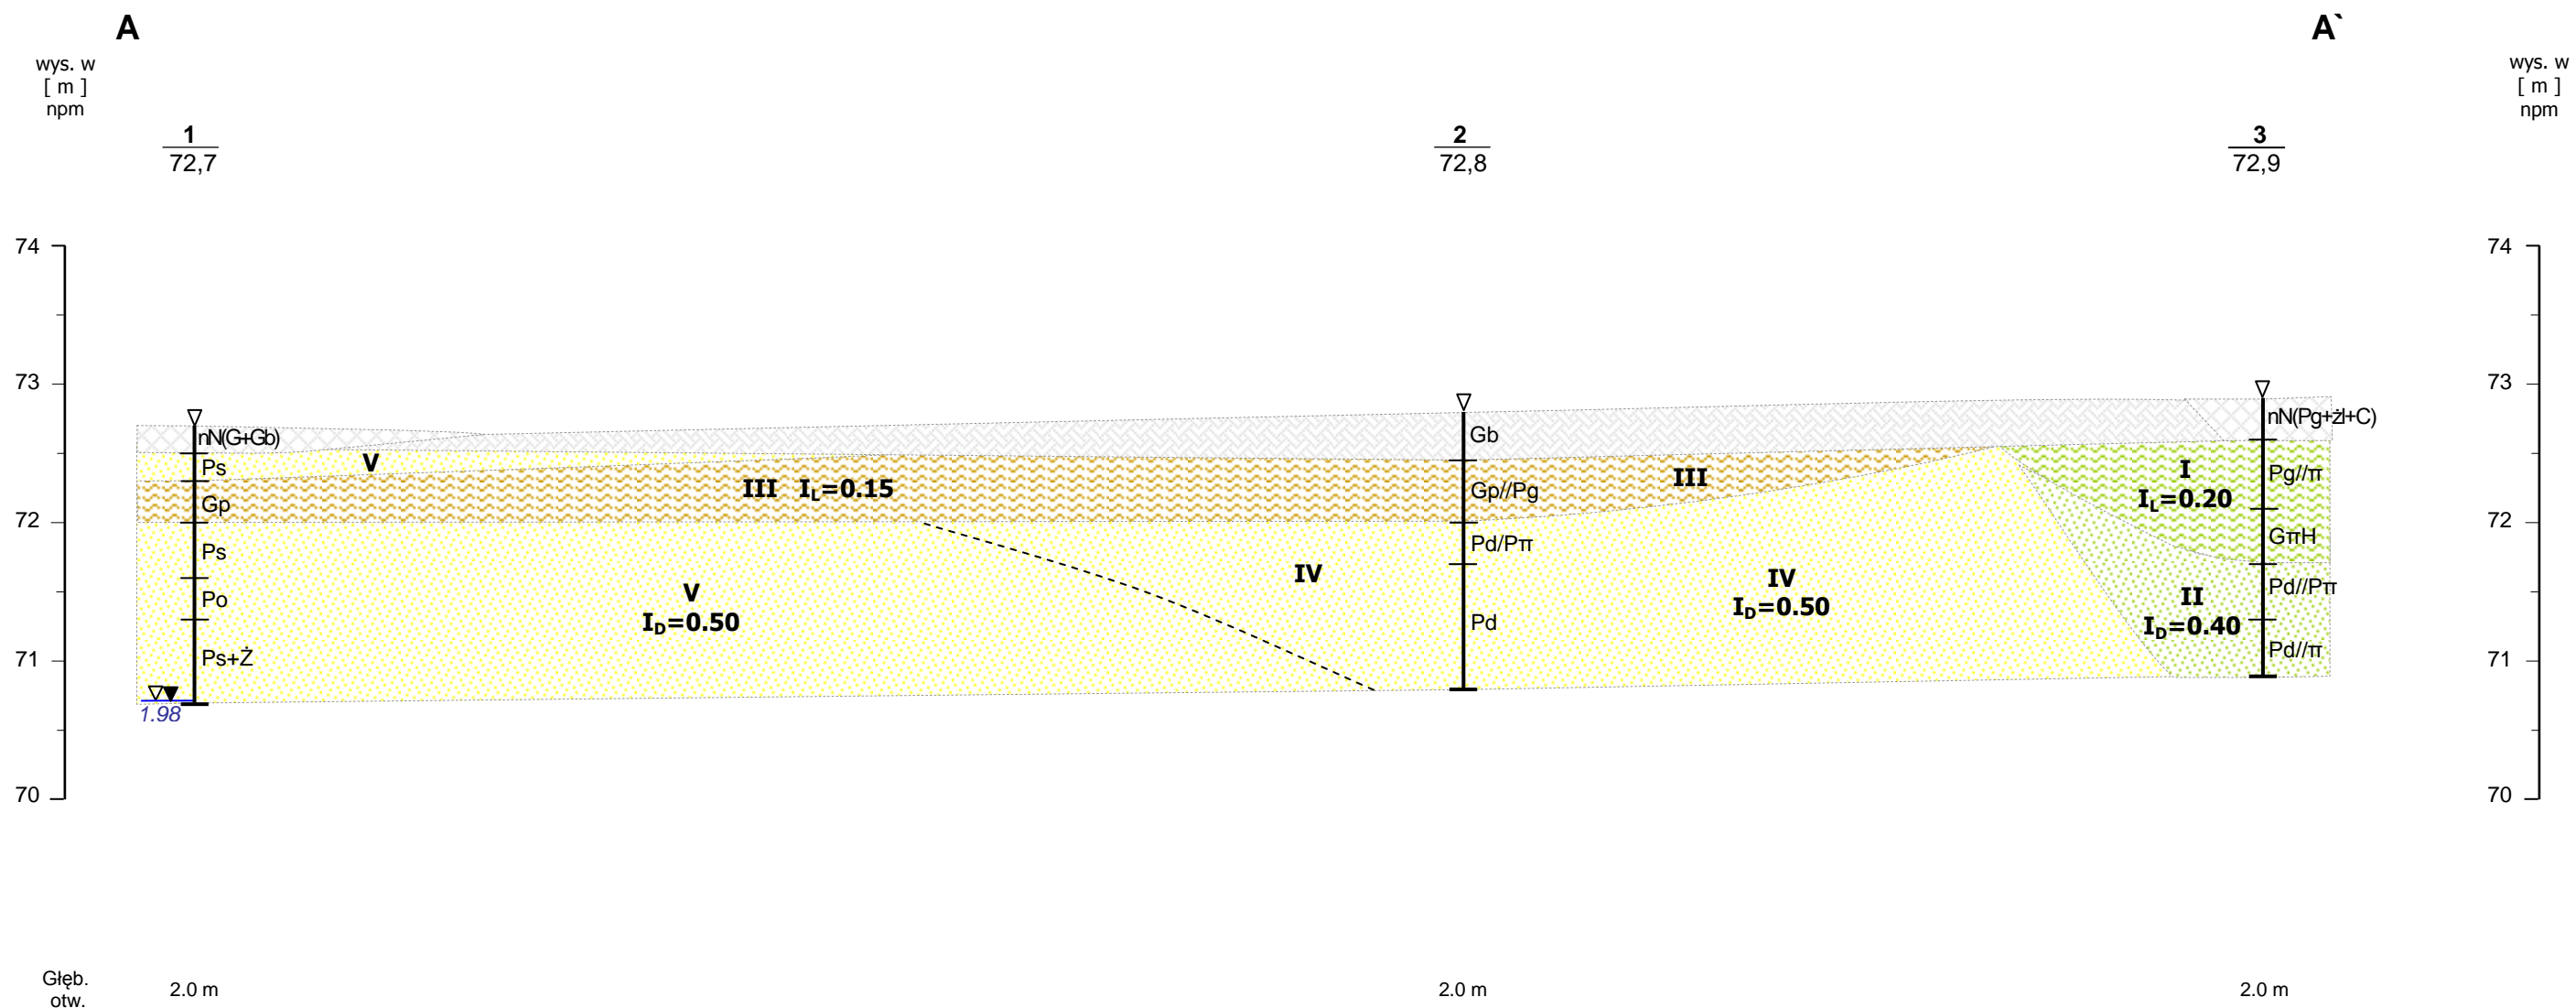 A A`
wys. w
[ m ]
npm
wys. w
[ m ]
npm
1
72,7
2
72,8
3
72,9
74 74
73 73
72 72
71 71
70 70
nN(G+Gb)
Ps
Gp
Ps
Po
Ps+Ż
1.98
V
III IL=0.15
V
ID=0.50
IV
Gb
Gp//Pg
Pd/Pπ
Pd
III
IV
ID=0.50
I
IL=0.20
II
ID=0.40
nN(Pg+żl+C)
Pg//π
GπH
Pd//Pπ
Pd//π
Głęb.
otw.
2.0 m 2.0 m 2.0 m